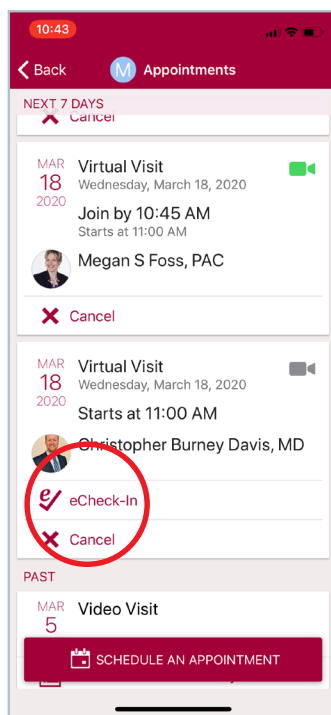 10:43
Back
M
Appointments
NEXT 7 DAYS
Cancel
MAR
18
2020
Virtual Visit
Wednesday, March 18, 2020
Join by 10:45 AM
Starts at 11:00 AM
Megan S Foss, PAC
Cancel
MAR
18
2020
Virtual Visit
Wednesday, March 18, 2020
Starts at 11:00 AM
Christopher Burney Davis, MD
eCheck-In
Cancel
PAST
MAR
5
Video Visit
SCHEDULE AN APPOINTMENT